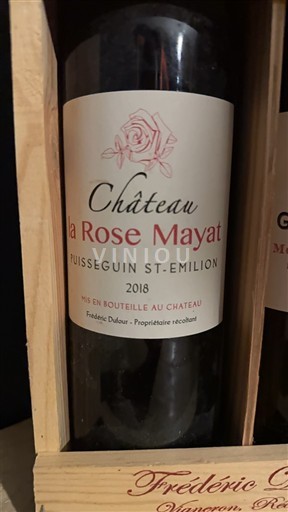 Château
la Rose Mayat
VINIOU
PUISSEGUIN ST-EMILION
2018
MIS EN BOUTEILLE AU CHATEAU
Frédéric Dufour - Propriétaire récoltant
G
Frédéric D
Vigneron, Réc